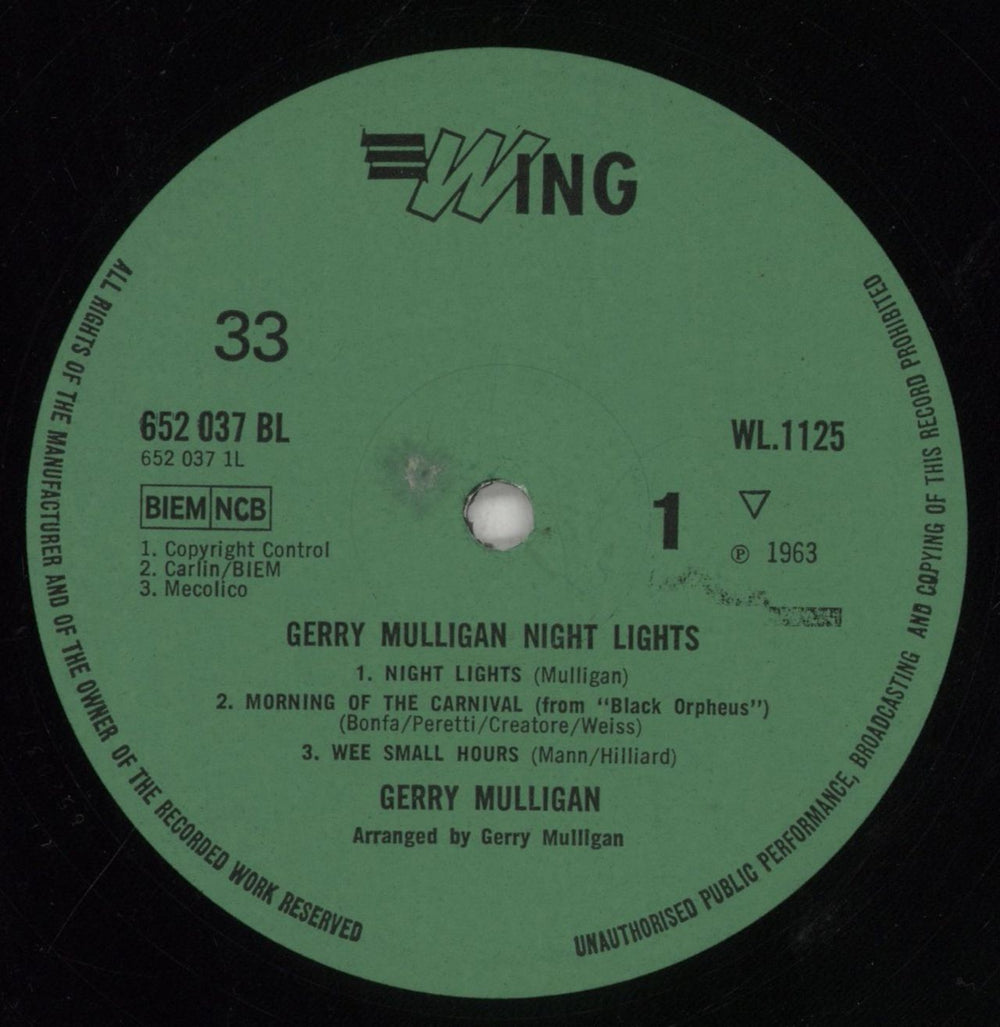 WING
33
652 037 BL
652 037 1L
BIEM NCB
1. Copyright Control
2. Carlin/BIEM
3. Mecolico
WL.1125
1
▽
℗ 1963
GERRY MULLIGAN NIGHT LIGHTS
1. NIGHT LIGHTS (Mulligan)
2. MORNING OF THE CARNIVAL (from “Black Orpheus”)
(Bonfa/Peretti/Creatore/Weiss)
3. WEE SMALL HOURS (Mann/Hilliard)
GERRY MULLIGAN
Arranged by Gerry Mulligan
ALL RIGHTS OF THE MANUFACTURER AND OF THE OWNER OF THE RECORDED WORK RESERVED
UNAUTHORISED PUBLIC PERFORMANCE, BROADCASTING AND COPYING OF THIS RECORD PROHIBITED